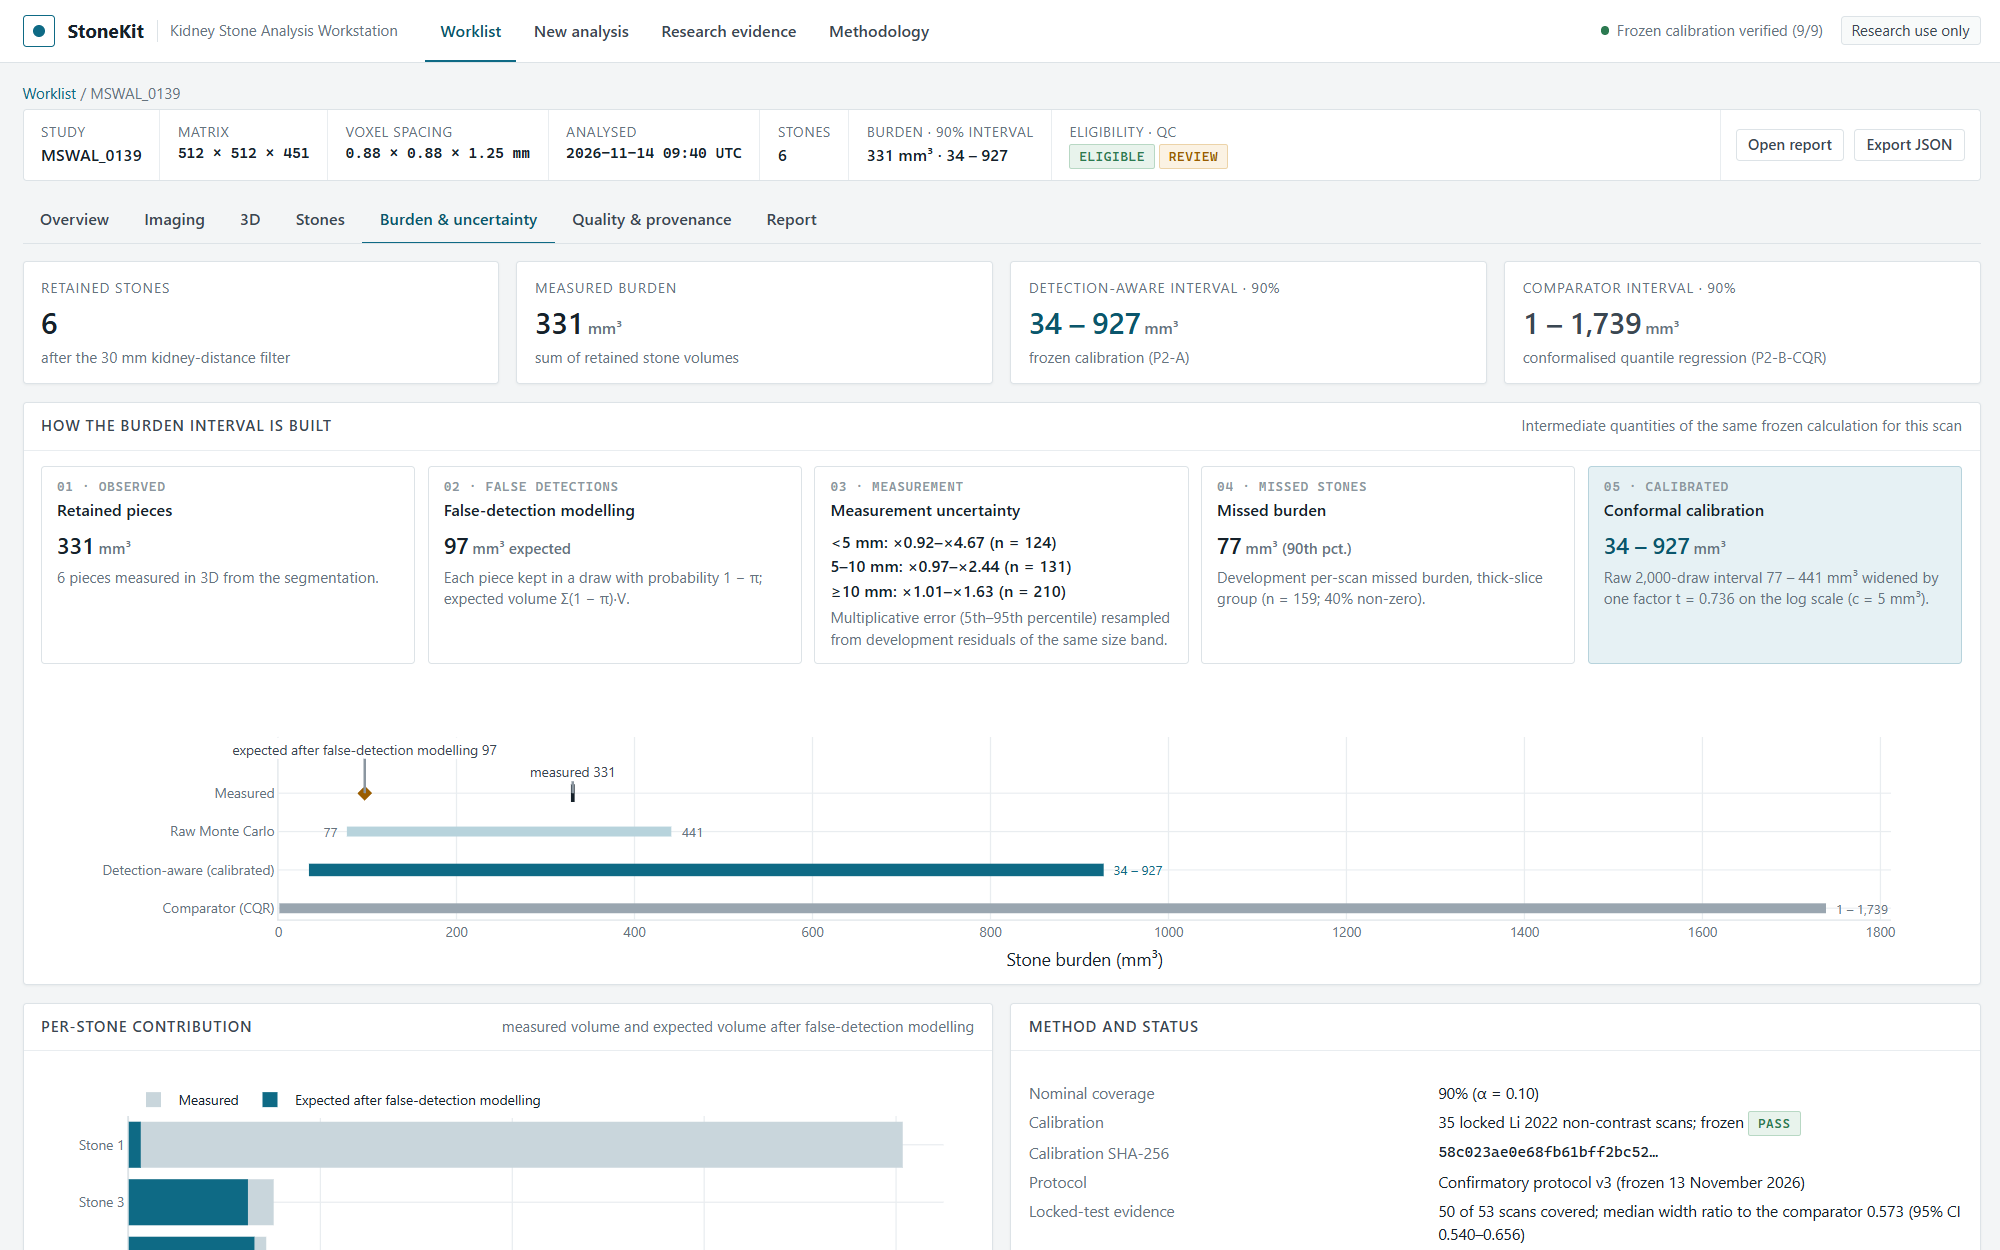 StoneKit
Kidney Stone Analysis Workstation
Worklist
New analysis
Research evidence
Methodology
Frozen calibration verified (9/9)
Research use only
Worklist / MSWAL_0139
STUDY
MSWAL_0139
MATRIX
512 × 512 × 451
VOXEL SPACING
0.88 × 0.88 × 1.25 mm
ANALYSED
2026-11-14 09:40 UTC
STONES
6
BURDEN · 90% INTERVAL
331 mm³ · 34 – 927
ELIGIBILITY · QC
ELIGIBLE
REVIEW
Open report
Export JSON
Overview
Imaging
3D
Stones
Burden & uncertainty
Quality & provenance
Report
RETAINED STONES
6
after the 30 mm kidney-distance filter
MEASURED BURDEN
331 mm³
sum of retained stone volumes
DETECTION-AWARE INTERVAL · 90%
34 – 927 mm³
frozen calibration (P2-A)
COMPARATOR INTERVAL · 90%
1 – 1,739 mm³
conformalised quantile regression (P2-B-CQR)
HOW THE BURDEN INTERVAL IS BUILT
Intermediate quantities of the same frozen calculation for this scan
01 · OBSERVED
Retained pieces
331 mm³
6 pieces measured in 3D from the segmentation.
02 · FALSE DETECTIONS
False-detection modelling
97 mm³ expected
Each piece kept in a draw with probability 1 − π;
expected volume Σ(1 − π)·V.
03 · MEASUREMENT
Measurement uncertainty
<5 mm: ×0.92–×4.67 (n = 124)
5–10 mm: ×0.97–×2.44 (n = 131)
≥10 mm: ×1.01–×1.63 (n = 210)
Multiplicative error (5th–95th percentile) resampled
from development residuals of the same size band.
04 · MISSED STONES
Missed burden
77 mm³ (90th pct.)
Development per-scan missed burden, thick-slice
group (n = 159; 40% non-zero).
05 · CALIBRATED
Conformal calibration
34 – 927 mm³
Raw 2,000-draw interval 77 – 441 mm³ widened by
one factor t = 0.736 on the log scale (c = 5 mm³).
expected after false-detection modelling 97
measured 331
Measured
Raw Monte Carlo
77
441
Detection-aware (calibrated)
34 – 927
Comparator (CQR)
1 – 1,739
0
200
400
600
800
1000
1200
1400
1600
1800
Stone burden (mm³)
PER-STONE CONTRIBUTION
measured volume and expected volume after false-detection modelling
Measured
Expected after false-detection modelling
Stone 1
Stone 3
METHOD AND STATUS
Nominal coverage
90% (α = 0.10)
Calibration
35 locked Li 2022 non-contrast scans; frozen PASS
Calibration SHA-256
58c023ae0e68fb61bff2bc52…
Protocol
Confirmatory protocol v3 (frozen 13 November 2026)
Locked-test evidence
50 of 53 scans covered; median width ratio to the comparator 0.573 (95% CI
0.540–0.656)